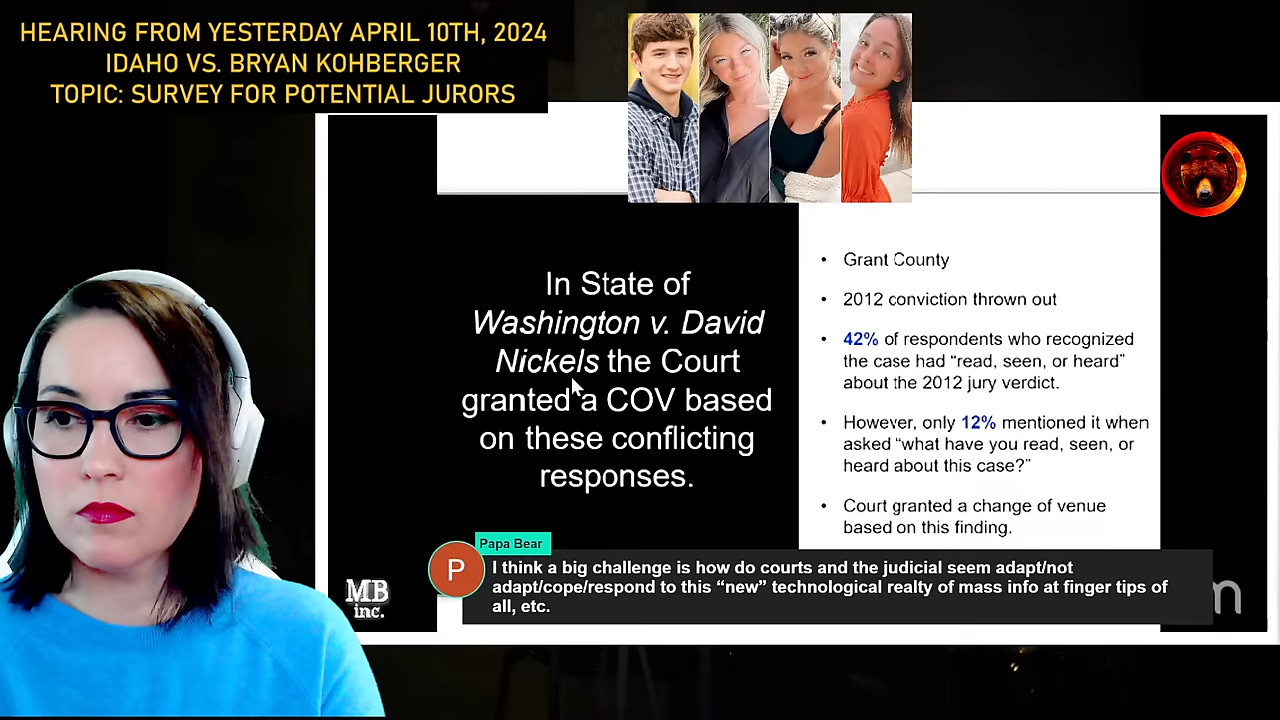 HEARING FROM YESTERDAY APRIL 10TH, 2024
IDAHO VS. BRYAN KOHBERGER
TOPIC: SURVEY FOR POTENTIAL JURORS
In State of
Washington v. David
Nickels the Court
granted a COV based
on these conflicting
responses.
• Grant County
• 2012 conviction thrown out
• 42% of respondents who recognized
the case had “read, seen, or heard”
about the 2012 jury verdict.
• However, only 12% mentioned it when
asked “what have you read, seen, or
heard about this case?”
• Court granted a change of venue
based on this finding.
Papa Bear
P
I think a big challenge is how do courts and the judicial seem adapt/not
adapt/cope/respond to this “new” technological realty of mass info at finger tips of
all, etc.
MB
inc.